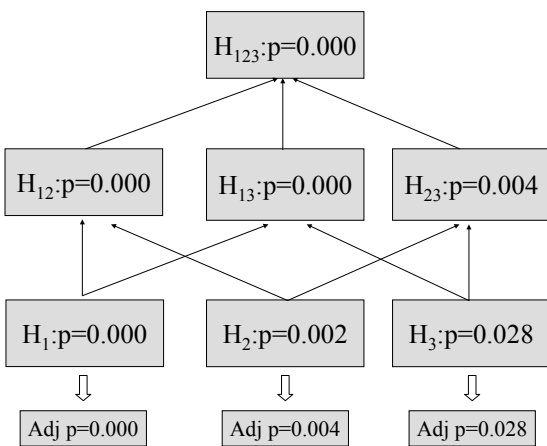 H₁₂₃:p=0.000
H₁₂:p=0.000
H₁₃:p=0.000
H₂₃:p=0.004
H₁:p=0.000
H₂:p=0.002
H₃:p=0.028
Adj p=0.000
Adj p=0.004
Adj p=0.028